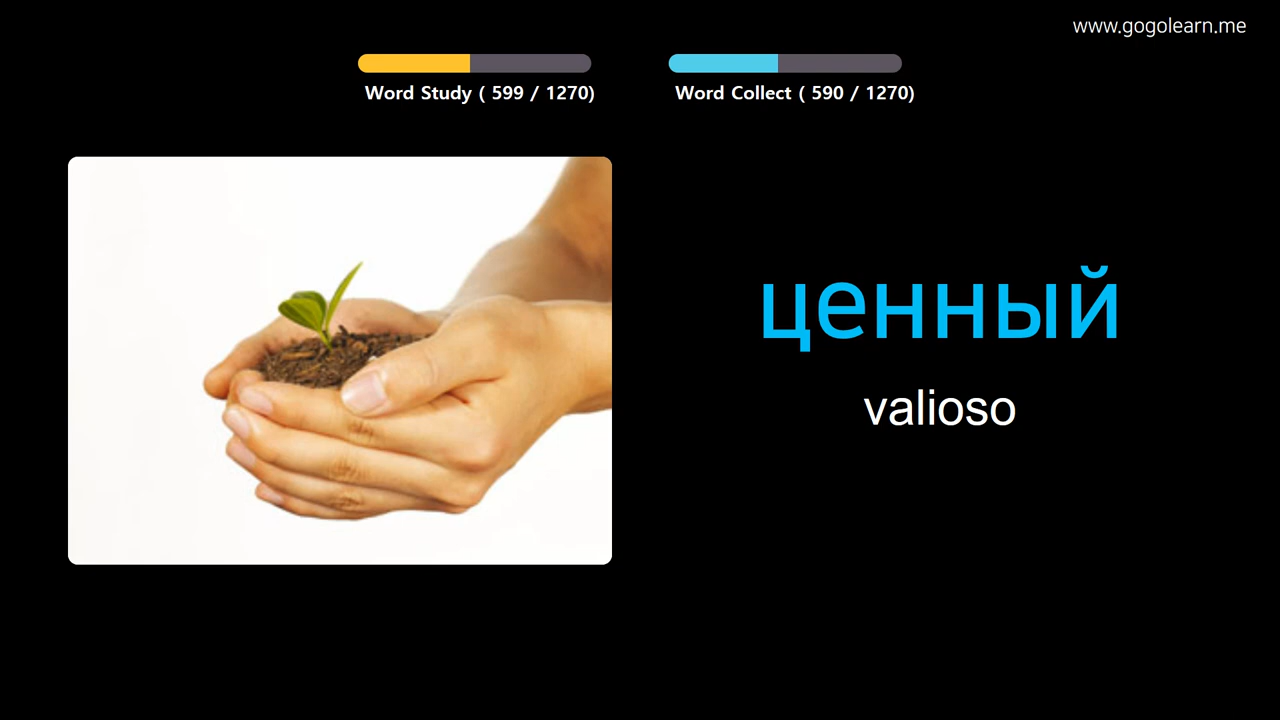 www.gogolearn.me
Word Study ( 599 / 1270)
Word Collect ( 590 / 1270)
ценный
valioso